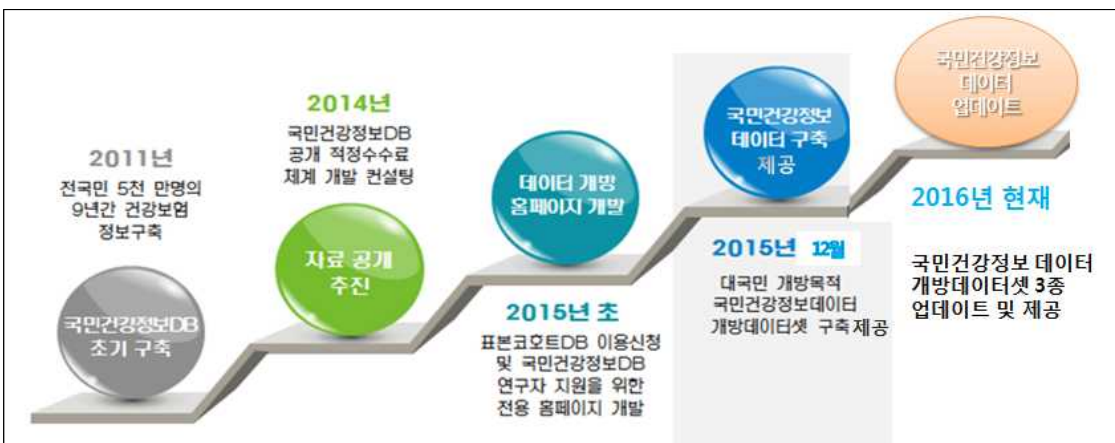 2011년
전국민 5천 만명의
9년간 건강보험
정보구축
국민건강정보DB
초기 구축
2014년
국민건강정보DB
공개 적정수수료
체계 개발 컨설팅
자료 공개
추진
데이터 개방
홈페이지 개발
2015년 초
표본코호트DB 이용신청
및 국민건강정보DB
연구자 지원을 위한
전용 홈페이지 개발
국민건강정보
데이터 구축
제공
2015년 12월
대국민 개방목적
국민건강정보데이터
개방데이터셋 구축제공
국민건강정보
데이터
업데이트
2016년 현재
국민건강정보 데이터
개방데이터셋 3종
업데이트 및 제공